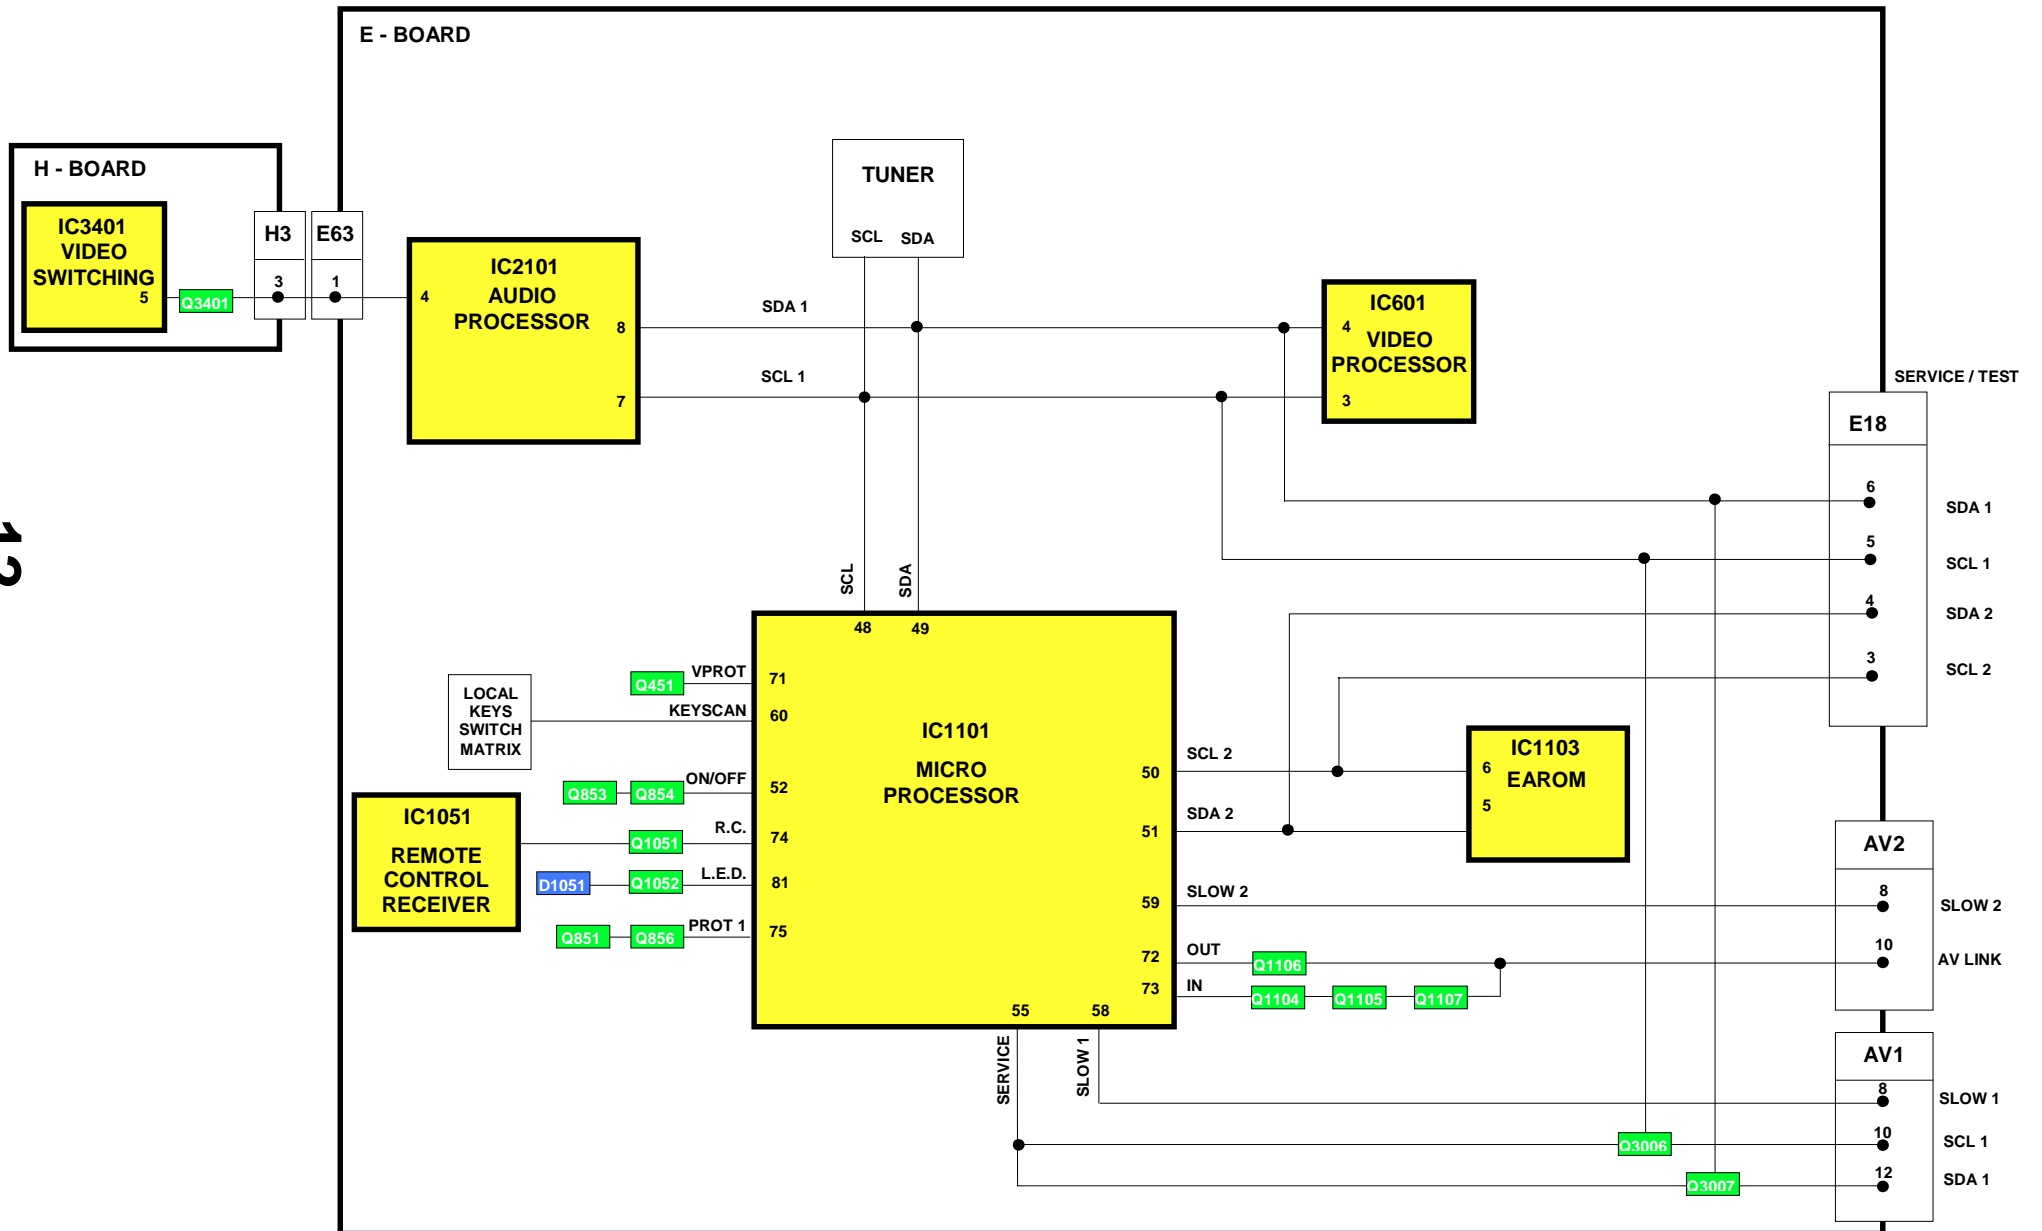 E - BOARD
H - BOARD
IC3401
VIDEO
SWITCHING
5
Q3401
H3
3
E63
1
IC2101
AUDIO
PROCESSOR
4
8
7
TUNER
SCL SDA
SDA 1
SCL 1
IC601
4
VIDEO
PROCESSOR
3
SERVICE / TEST
E18
6
SDA 1
5
SCL 1
4
SDA 2
3
SCL 2
12
SCL
SDA
48 49
LOCAL
KEYS
SWITCH
MATRIX
Q451
VPROT
71
KEYSCAN
60
Q853
Q854
ON/OFF
52
IC1051
REMOTE
CONTROL
RECEIVER
Q1051
R.C.
74
D1051
Q1052
L.E.D.
81
Q851
Q856
PROT 1
75
IC1101
MICRO
PROCESSOR
50
SCL 2
51
SDA 2
IC1103
EAROM
6
5
59
SLOW 2
72
OUT
Q1106
73
IN
Q1104
Q1105
Q1107
55 58
SERVICE
SLOW 1
AV2
8
SLOW 2
10
AV LINK
AV1
8
SLOW 1
10
SCL 1
12
SDA 1
Q3006
Q3007